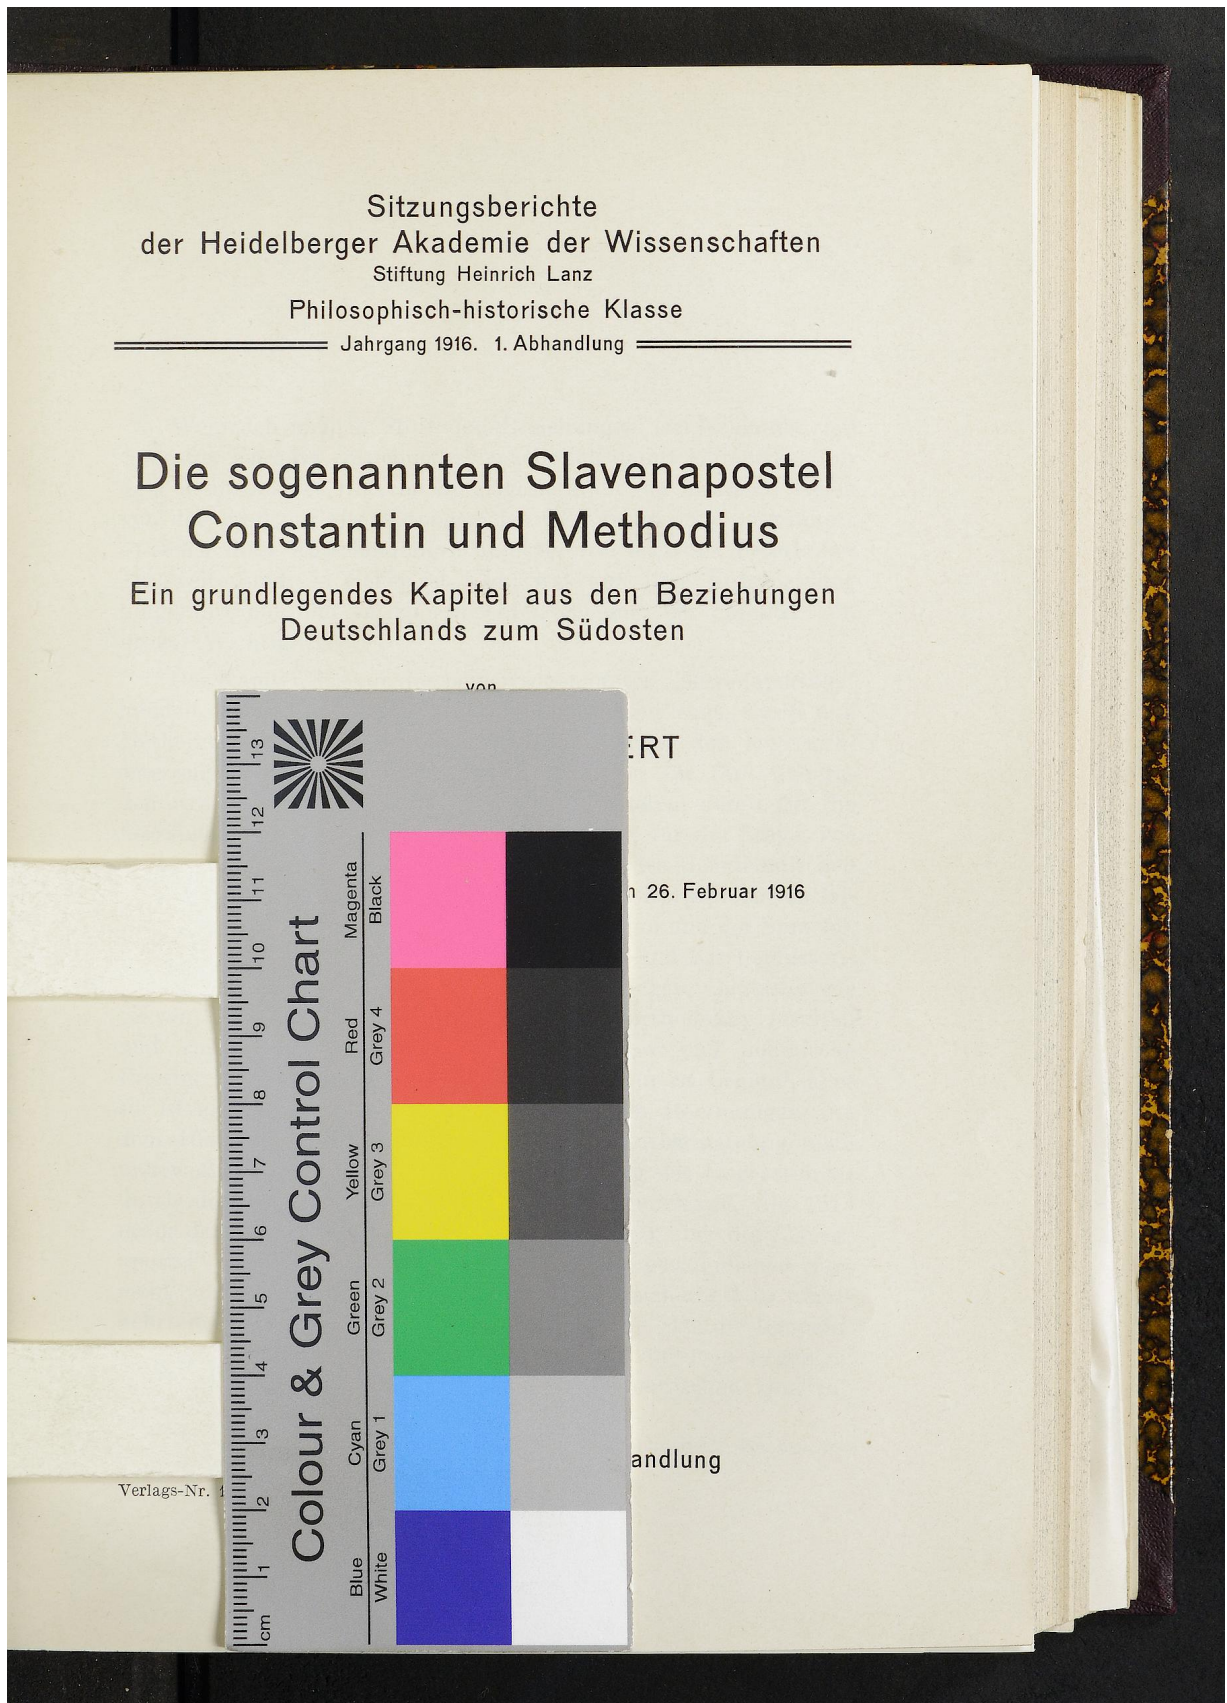 Sitzungsberichte
der Heidelberger Akademie der Wissenschaften
Stiftung Heinrich Lanz
Philosophisch-historische Klasse
Jahrgang 1916. 1. Abhandlung
Die sogenannten Slavenapostel
Constantin und Methodius
Ein grundlegendes Kapitel aus den Beziehungen
Deutschlands zum Südosten
von
ERT
26. Februar 1916
andlung
Verlags-Nr.
Colour & Grey Control Chart
Blue Cyan Green Yellow Red Magenta
White Grey 1 Grey 2 Grey 3 Grey 4 Black
cm 1 2 3 4 5 6 7 8 9 10 11 12 13